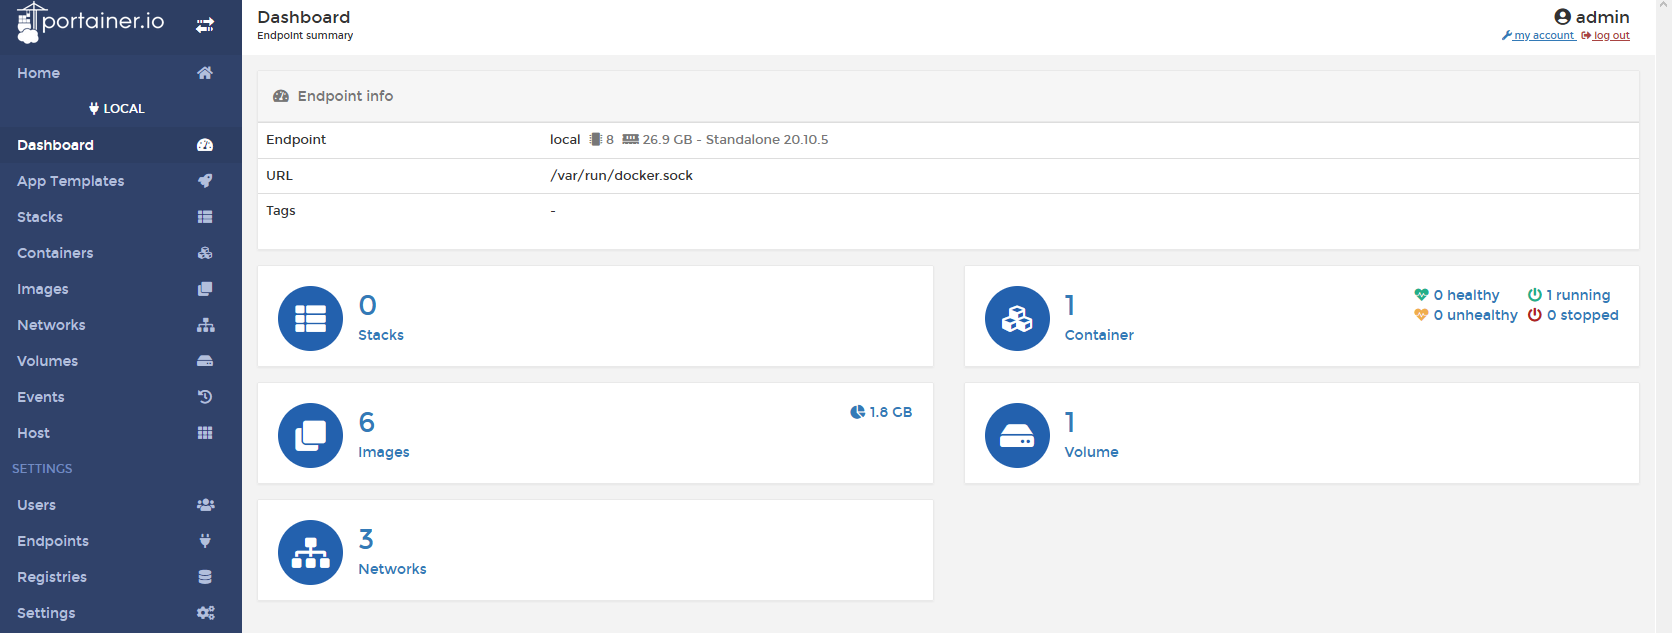 portainer.io
Home
LOCAL
Dashboard
App Templates
Stacks
Containers
Images
Networks
Volumes
Events
Host
SETTINGS
Users
Endpoints
Registries
Settings
Dashboard
Endpoint summary
admin
my account log out
Endpoint info
Endpoint local 8 26.9 GB - Standalone 20.10.5
URL /var/run/docker.sock
Tags -
0
Stacks
1
Container
0 healthy 1 running
0 unhealthy 0 stopped
6
Images
1.8 GB
1
Volume
3
Networks